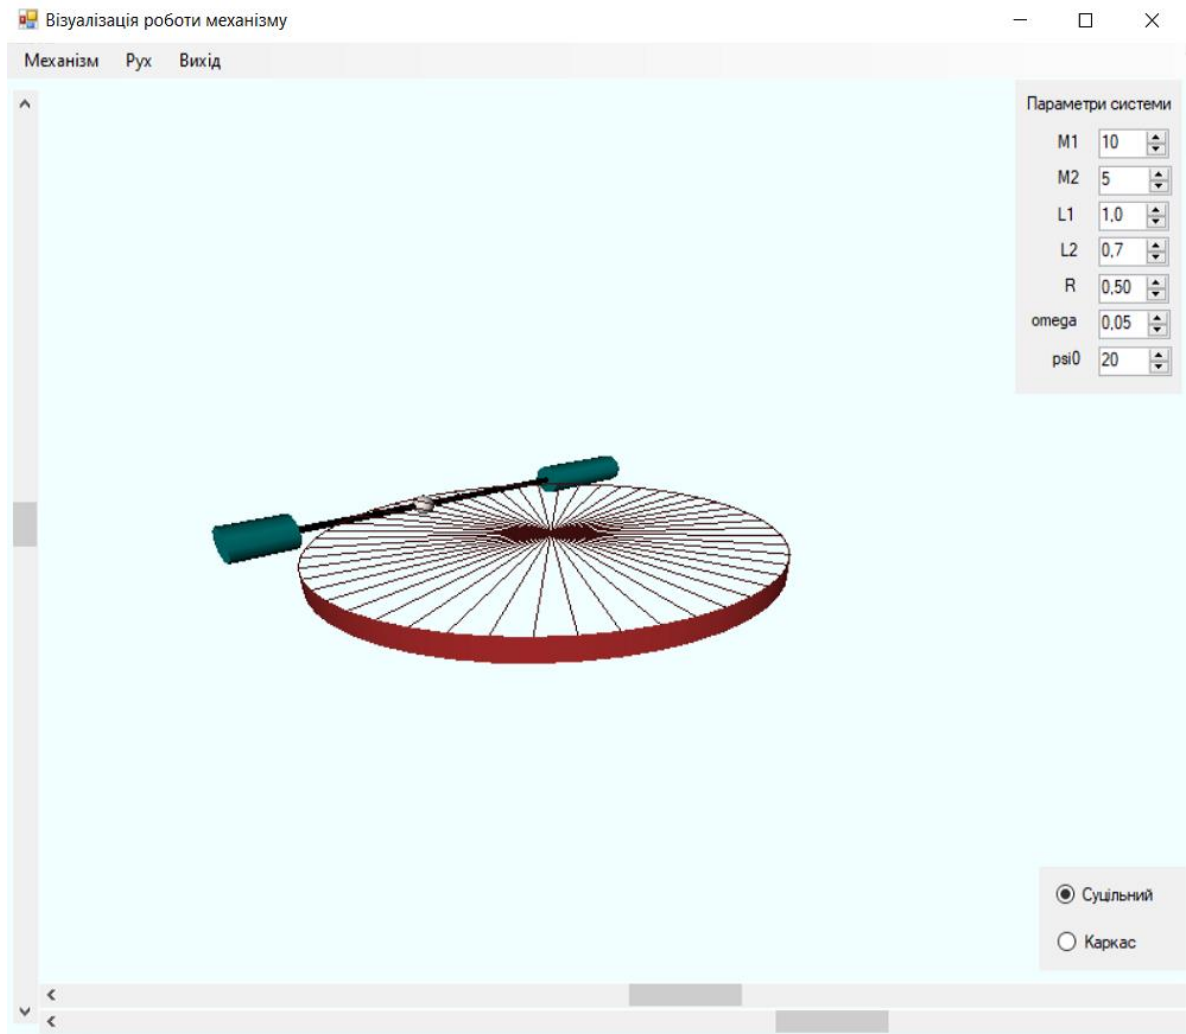 Візуалізація роботи механізму
Механізм Рух Вихід
Параметри системи
M1 10
M2 5
L1 1,0
L2 0,7
R 0,50
omega 0,05
psi0 20
Суцільний
Каркас